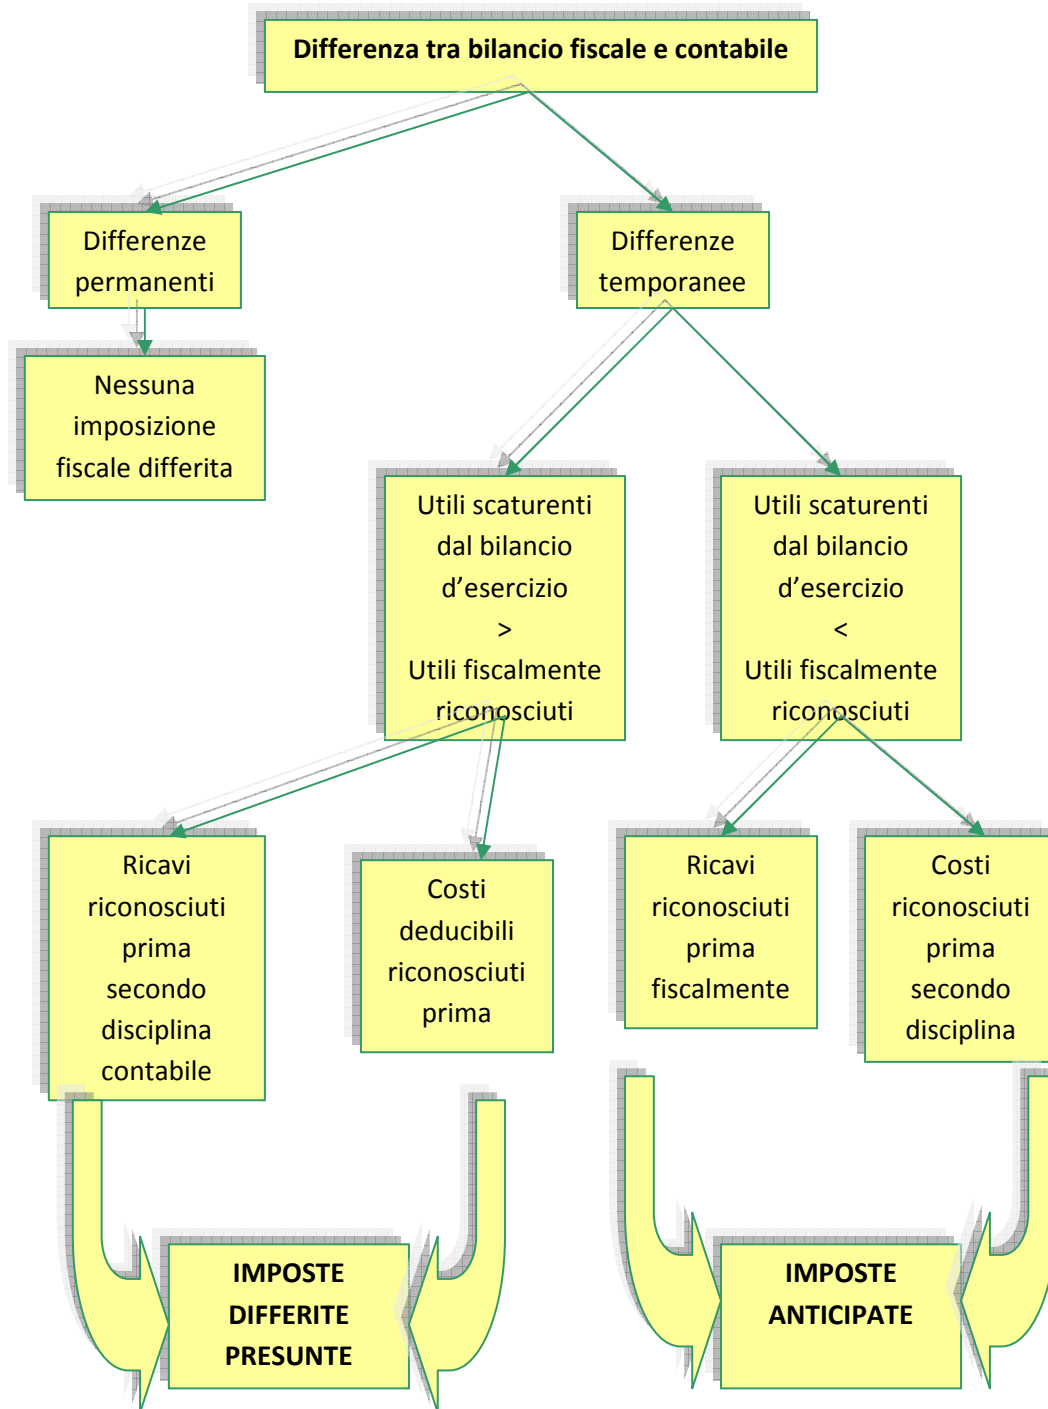 Differenza tra bilancio fiscale e contabile
Differenze
permanenti
Differenze
temporanee
Nessuna
imposizione
fiscale differita
Utili scaturenti
dal bilancio
d’esercizio
>
Utili fiscalmente
riconosciuti
Utili scaturenti
dal bilancio
d’esercizio
<
Utili fiscalmente
riconosciuti
Ricavi
riconosciuti
prima
secondo
disciplina
contabile
Costi
deducibili
riconosciuti
prima
Ricavi
riconosciuti
prima
fiscalmente
Costi
riconosciuti
prima
secondo
disciplina
IMPOSTE
DIFFERITE
PRESUNTE
IMPOSTE
ANTICIPATE